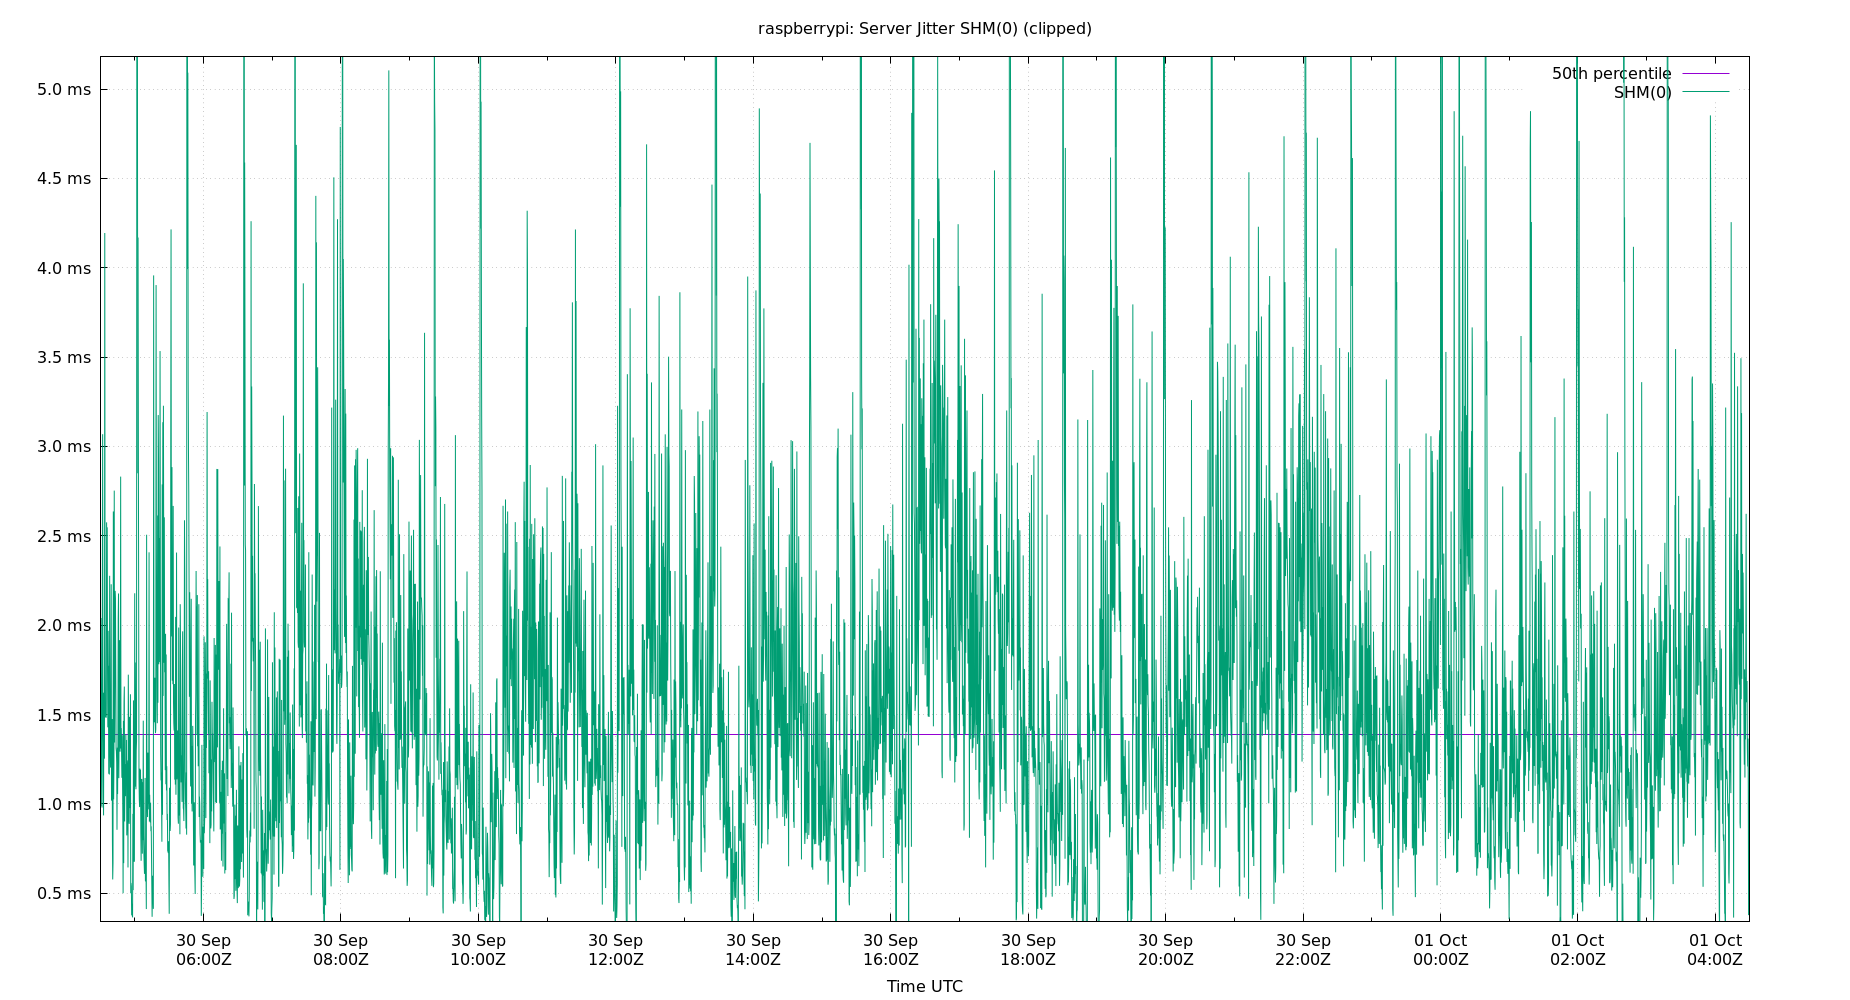 raspberrypi: Server Jitter SHM(0) (clipped)
50th percentile
SHM(0)
5.0 ms
4.5 ms
4.0 ms
3.5 ms
3.0 ms
2.5 ms
2.0 ms
1.5 ms
1.0 ms
0.5 ms
30 Sep 30 Sep 30 Sep 30 Sep 30 Sep 30 Sep 30 Sep 30 Sep 30 Sep 01 Oct 01 Oct 01 Oct
06:00Z 08:00Z 10:00Z 12:00Z 14:00Z 16:00Z 18:00Z 20:00Z 22:00Z 00:00Z 02:00Z 04:00Z
Time UTC